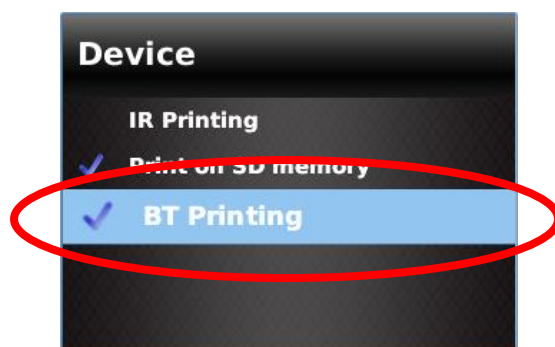 Device
IR Printing
Print on SD memory
BT Printing